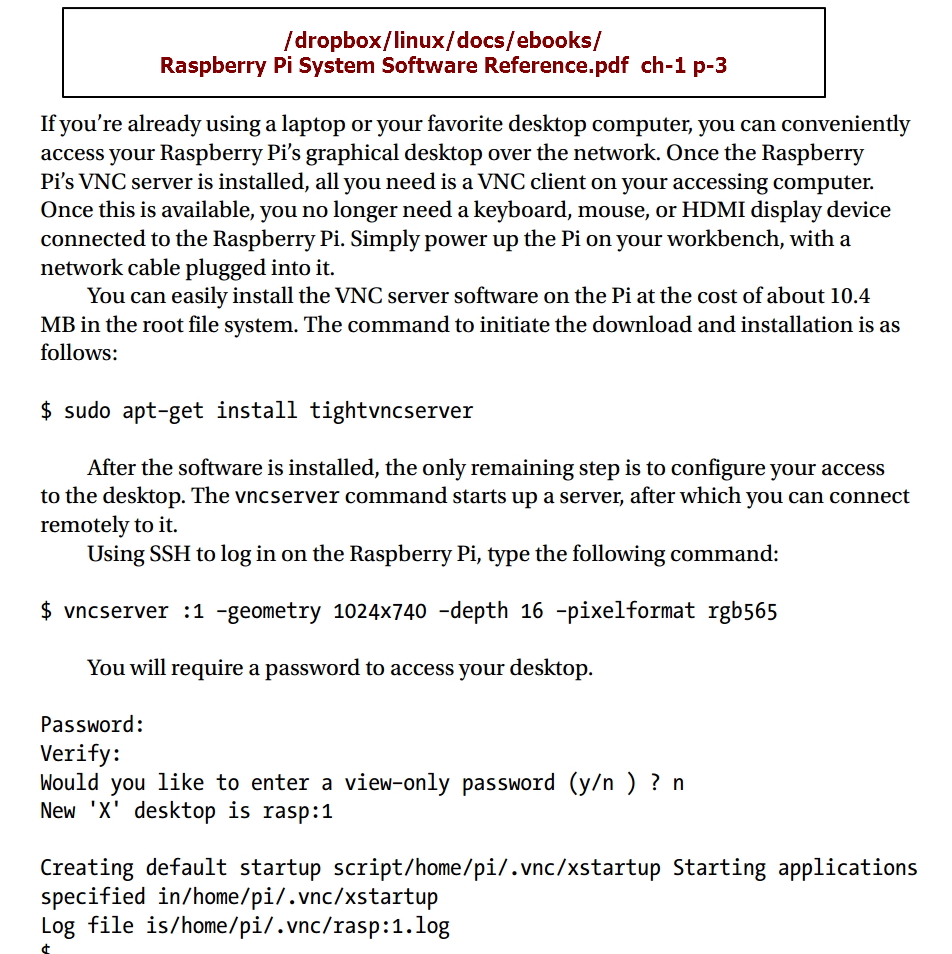 /dropbox/linux/docs/ebooks/
Raspberry Pi System Software Reference.pdf ch-1 p-3
If you’re already using a laptop or your favorite desktop computer, you can conveniently
access your Raspberry Pi’s graphical desktop over the network. Once the Raspberry
Pi’s VNC server is installed, all you need is a VNC client on your accessing computer.
Once this is available, you no longer need a keyboard, mouse, or HDMI display device
connected to the Raspberry Pi. Simply power up the Pi on your workbench, with a
network cable plugged into it.
You can easily install the VNC server software on the Pi at the cost of about 10.4
MB in the root file system. The command to initiate the download and installation is as
follows:
$ sudo apt-get install tightvncserver
After the software is installed, the only remaining step is to configure your access
to the desktop. The vncserver command starts up a server, after which you can connect
remotely to it.
Using SSH to log in on the Raspberry Pi, type the following command:
$ vncserver :1 -geometry 1024x740 -depth 16 -pixelformat rgb565
You will require a password to access your desktop.
Password:
Verify:
Would you like to enter a view-only password (y/n ) ? n
New 'X' desktop is rasp:1
Creating default startup script/home/pi/.vnc/xstartup Starting applications
specified in/home/pi/.vnc/xstartup
Log file is/home/pi/.vnc/rasp:1.log
$